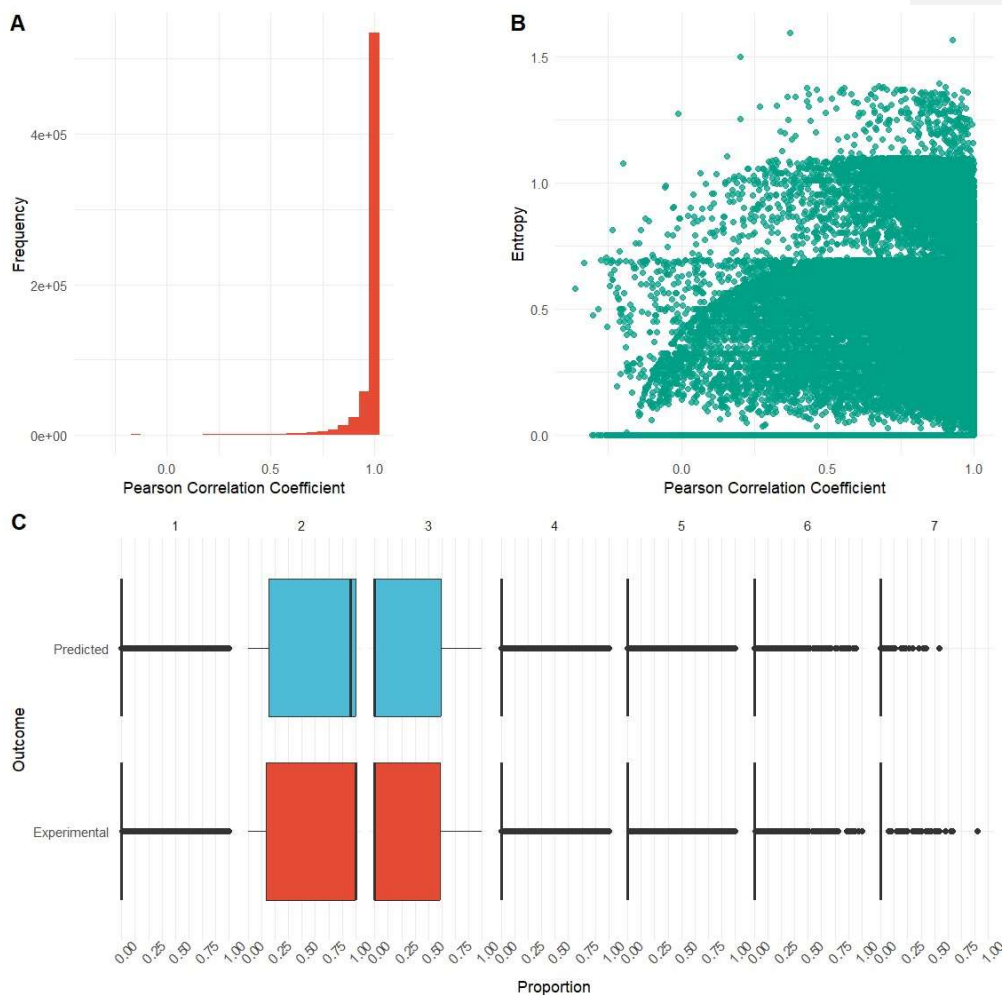 A
Frequency
4e+05
2e+05
0e+00
0.0 0.5 1.0
Pearson Correlation Coefficient
B
Entropy
1.5
1.0
0.5
0.0
0.0 0.5 1.0
Pearson Correlation Coefficient
C
1 2 3 4 5 6 7
Outcome
Predicted
Experimental
0.00 0.25 0.50 0.75 1.00 0.00 0.25 0.50 0.75 1.00 0.00 0.25 0.50 0.75 1.00 0.00 0.25 0.50 0.75 1.00 0.00 0.25 0.50 0.75 1.00 0.00 0.25 0.50 0.75 1.00 0.00 0.25 0.50 0.75 1.00
Proportion